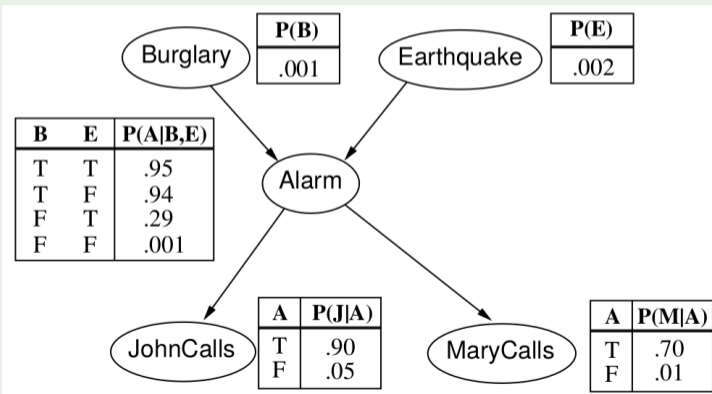 P(B)
.001
Burglary
P(E)
.002
Earthquake
B E P(A|B,E)
T T .95
T F .94
F T .29
F F .001
Alarm
A P(J|A)
T .90
F .05
JohnCalls
A P(M|A)
T .70
F .01
MaryCalls